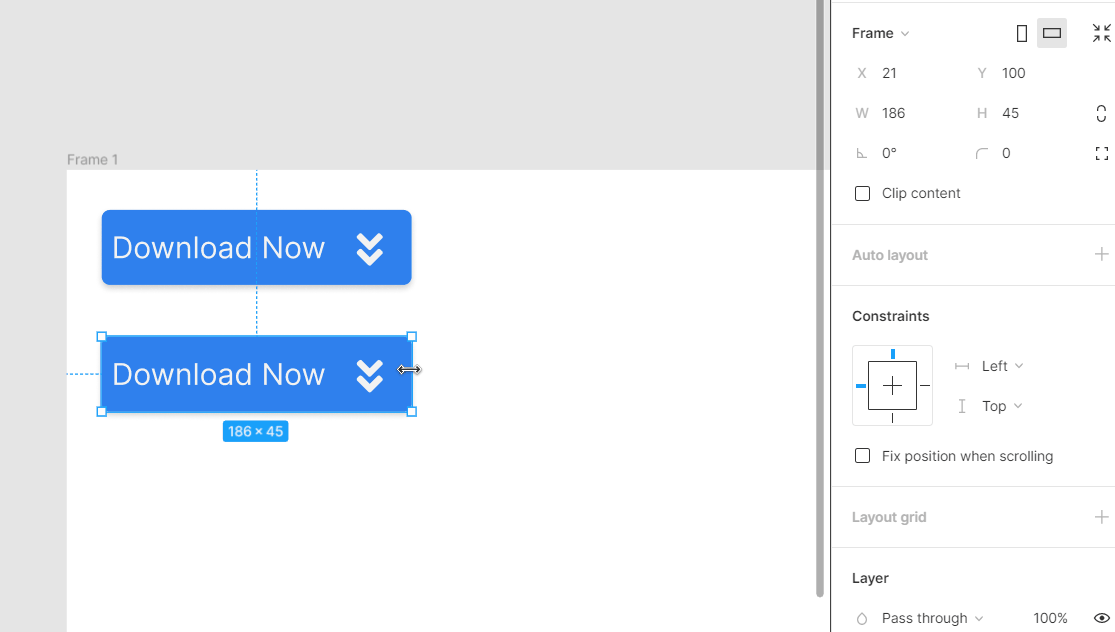 Frame
X 21 Y 100
W 186 H 45
0° 0
Clip content
Auto layout
Constraints
Left
Top
Fix position when scrolling
Layout grid
Layer
Pass through 100%
Frame 1
Download Now
Download Now
186 × 45